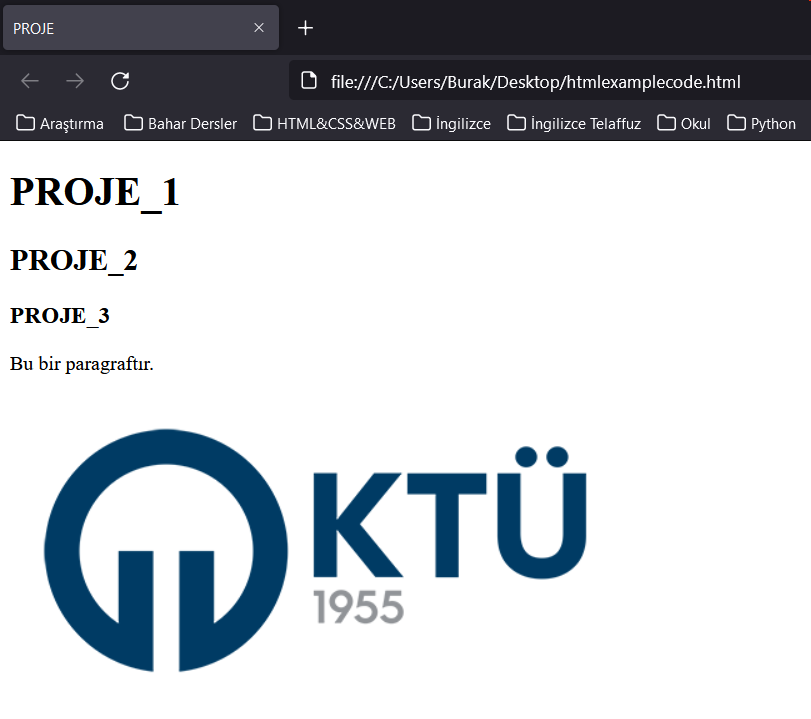 PROJE
file:///C:/Users/Burak/Desktop/htmlexamplecode.html
Araştırma Bahar Dersler HTML&CSS&WEB İngilizce İngilizce Telaffuz Okul Python
PROJE_1
PROJE_2
PROJE_3
Bu bir paragraftır.
KTÜ
1955